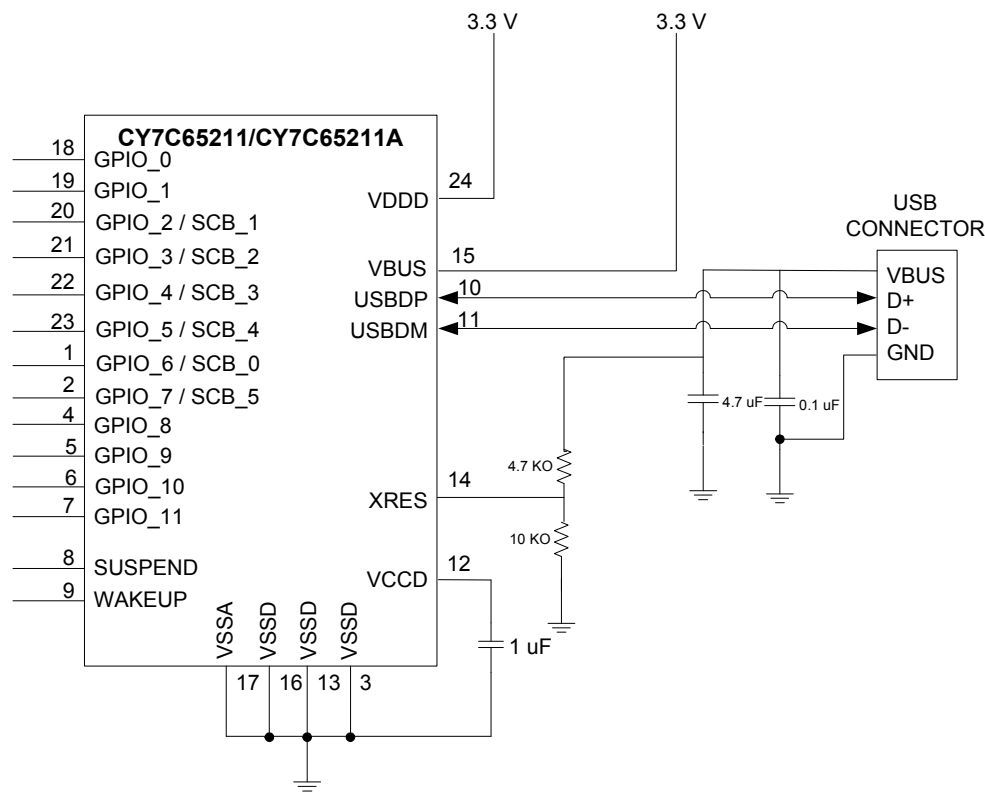 3.3 V
3.3 V
CY7C65211/CY7C65211A
18
GPIO_0
19
GPIO_1
20
GPIO_2 / SCB_1
21
GPIO_3 / SCB_2
22
GPIO_4 / SCB_3
23
GPIO_5 / SCB_4
1
GPIO_6 / SCB_0
2
GPIO_7 / SCB_5
4
GPIO_8
5
GPIO_9
6
GPIO_10
7
GPIO_11
8
SUSPEND
9
WAKEUP
VDDD
24
VBUS
15
USBDP
10
USBDM
11
XRES
14
VCCD
12
VSSA
VSSD
VSSD
VSSD
17
16
13
3
1 uF
4.7 KO
10 KO
4.7 uF
0.1 uF
USB
CONNECTOR
VBUS
D+
D-
GND